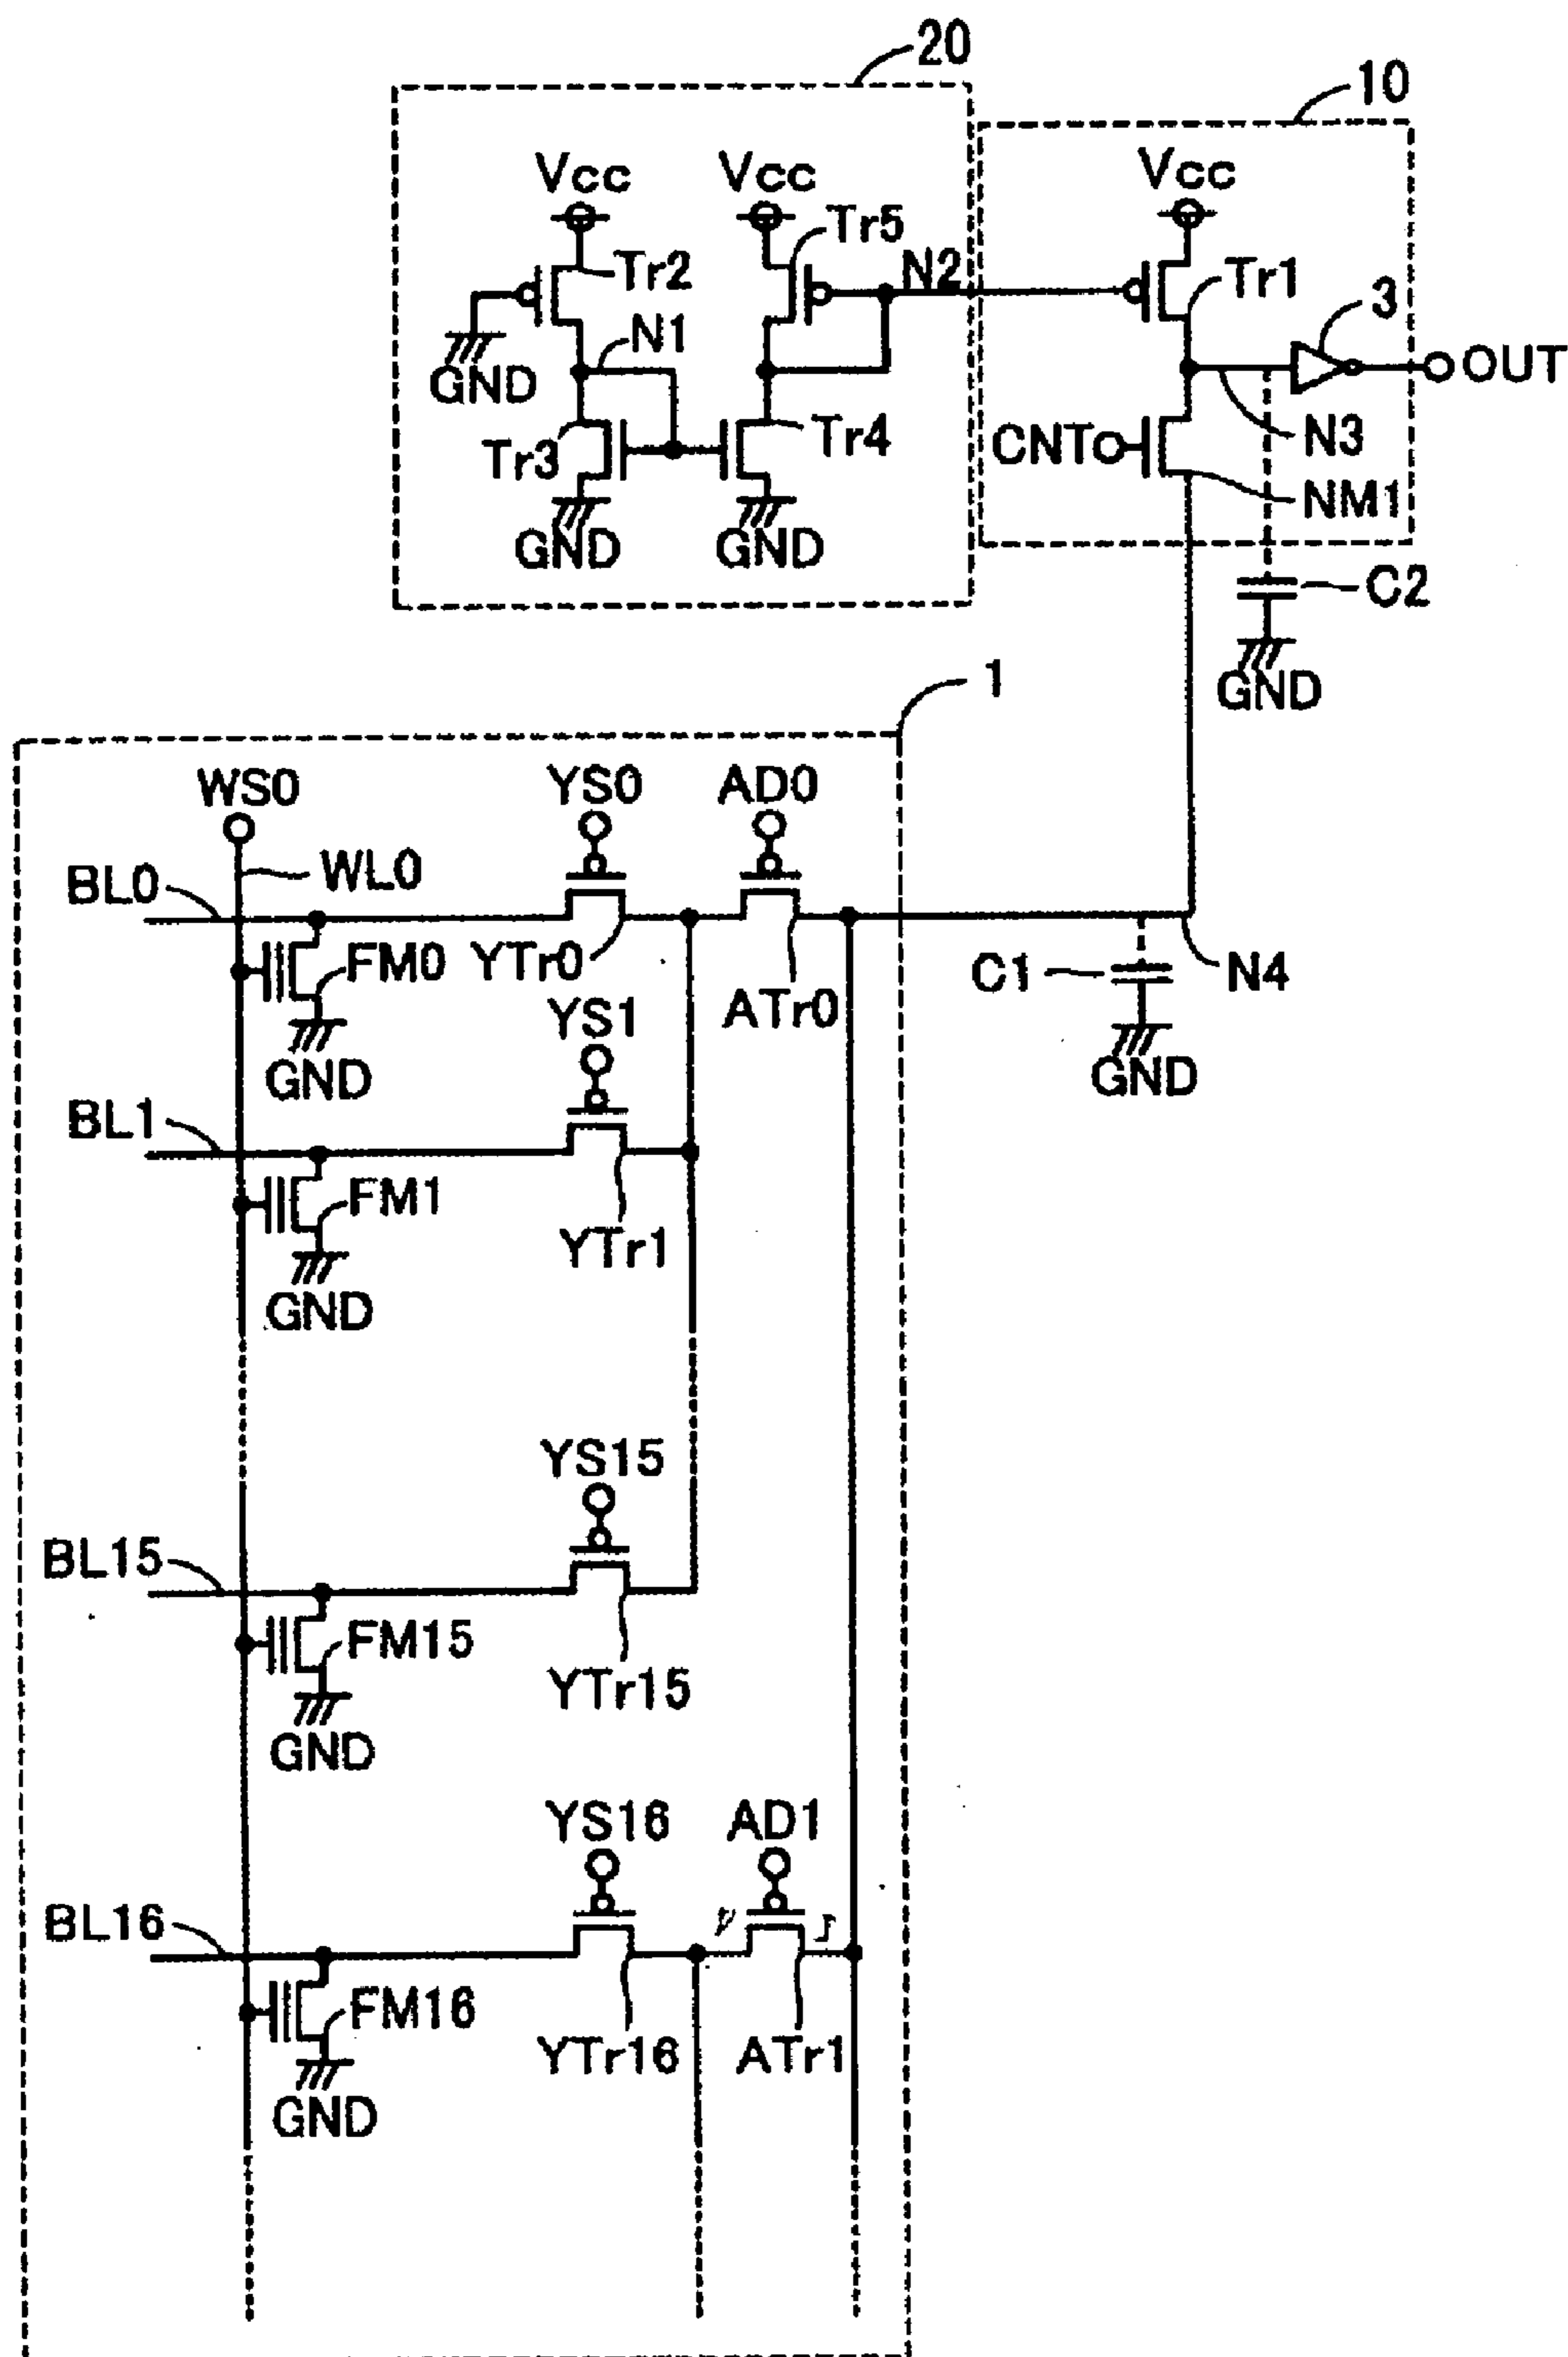 20
10
Vcc
Vcc
Vcc
Tr5
Tr2
N2
Tr1
3
N1
GND
OUT
Tr3
Tr4
CNT
N3
NM1
GND
GND
C2
GND
1
WS0
YS0
AD0
BL0
WL0
FM0
YTr0
C1
N4
ATr0
YS1
GND
GND
BL1
FM1
YTr1
GND
YS15
BL15
FM15
YTr15
GND
YS16
AD1
BL16
FM16
YTr16
ATr1
GND